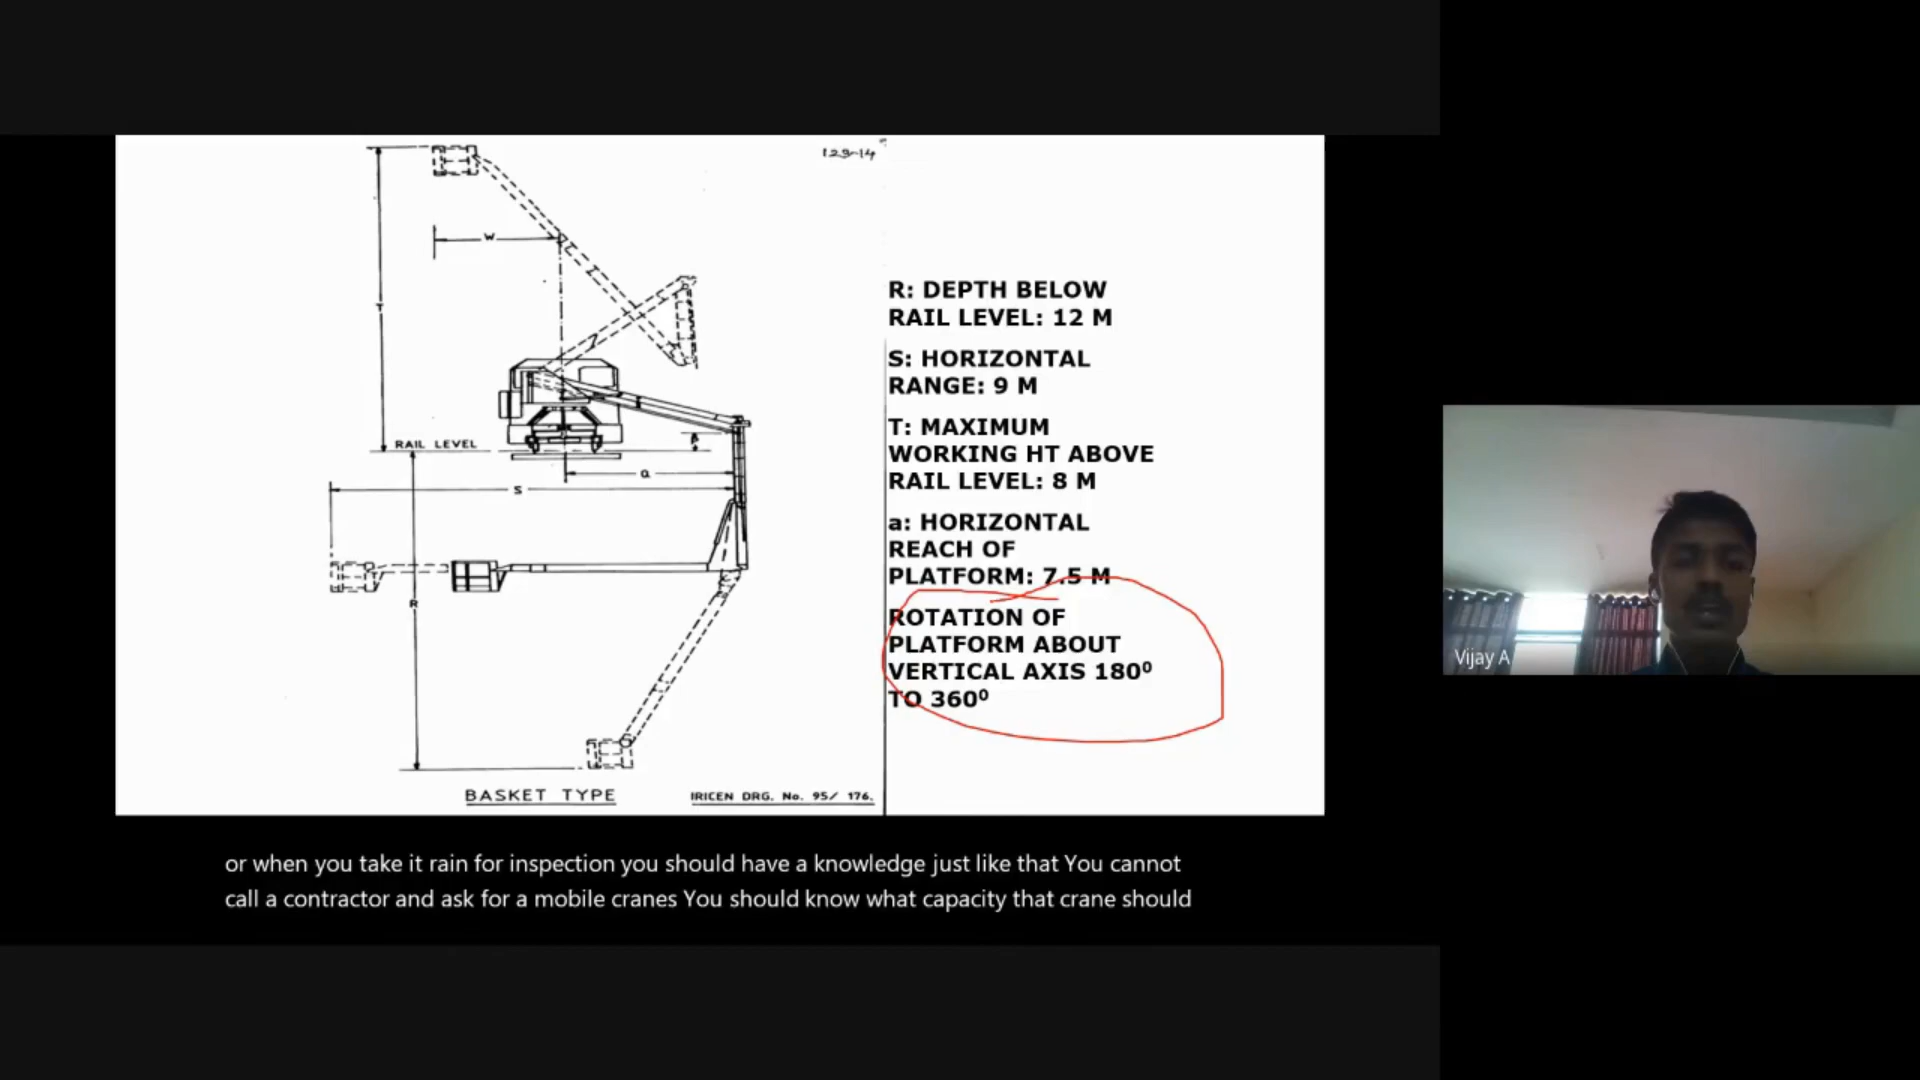 123-14
W
T
RAIL LEVEL
a
S
R
BASKET TYPE
IRICEN DRG. No. 95/ 176.
R: DEPTH BELOW
RAIL LEVEL: 12 M
S: HORIZONTAL
RANGE: 9 M
T: MAXIMUM
WORKING HT ABOVE
RAIL LEVEL: 8 M
a: HORIZONTAL
REACH OF
PLATFORM: 7.5 M
ROTATION OF
PLATFORM ABOUT
VERTICAL AXIS 180⁰
TO 360⁰
Vijay A
or when you take it rain for inspection you should have a knowledge just like that You cannot
call a contractor and ask for a mobile cranes You should know what capacity that crane should